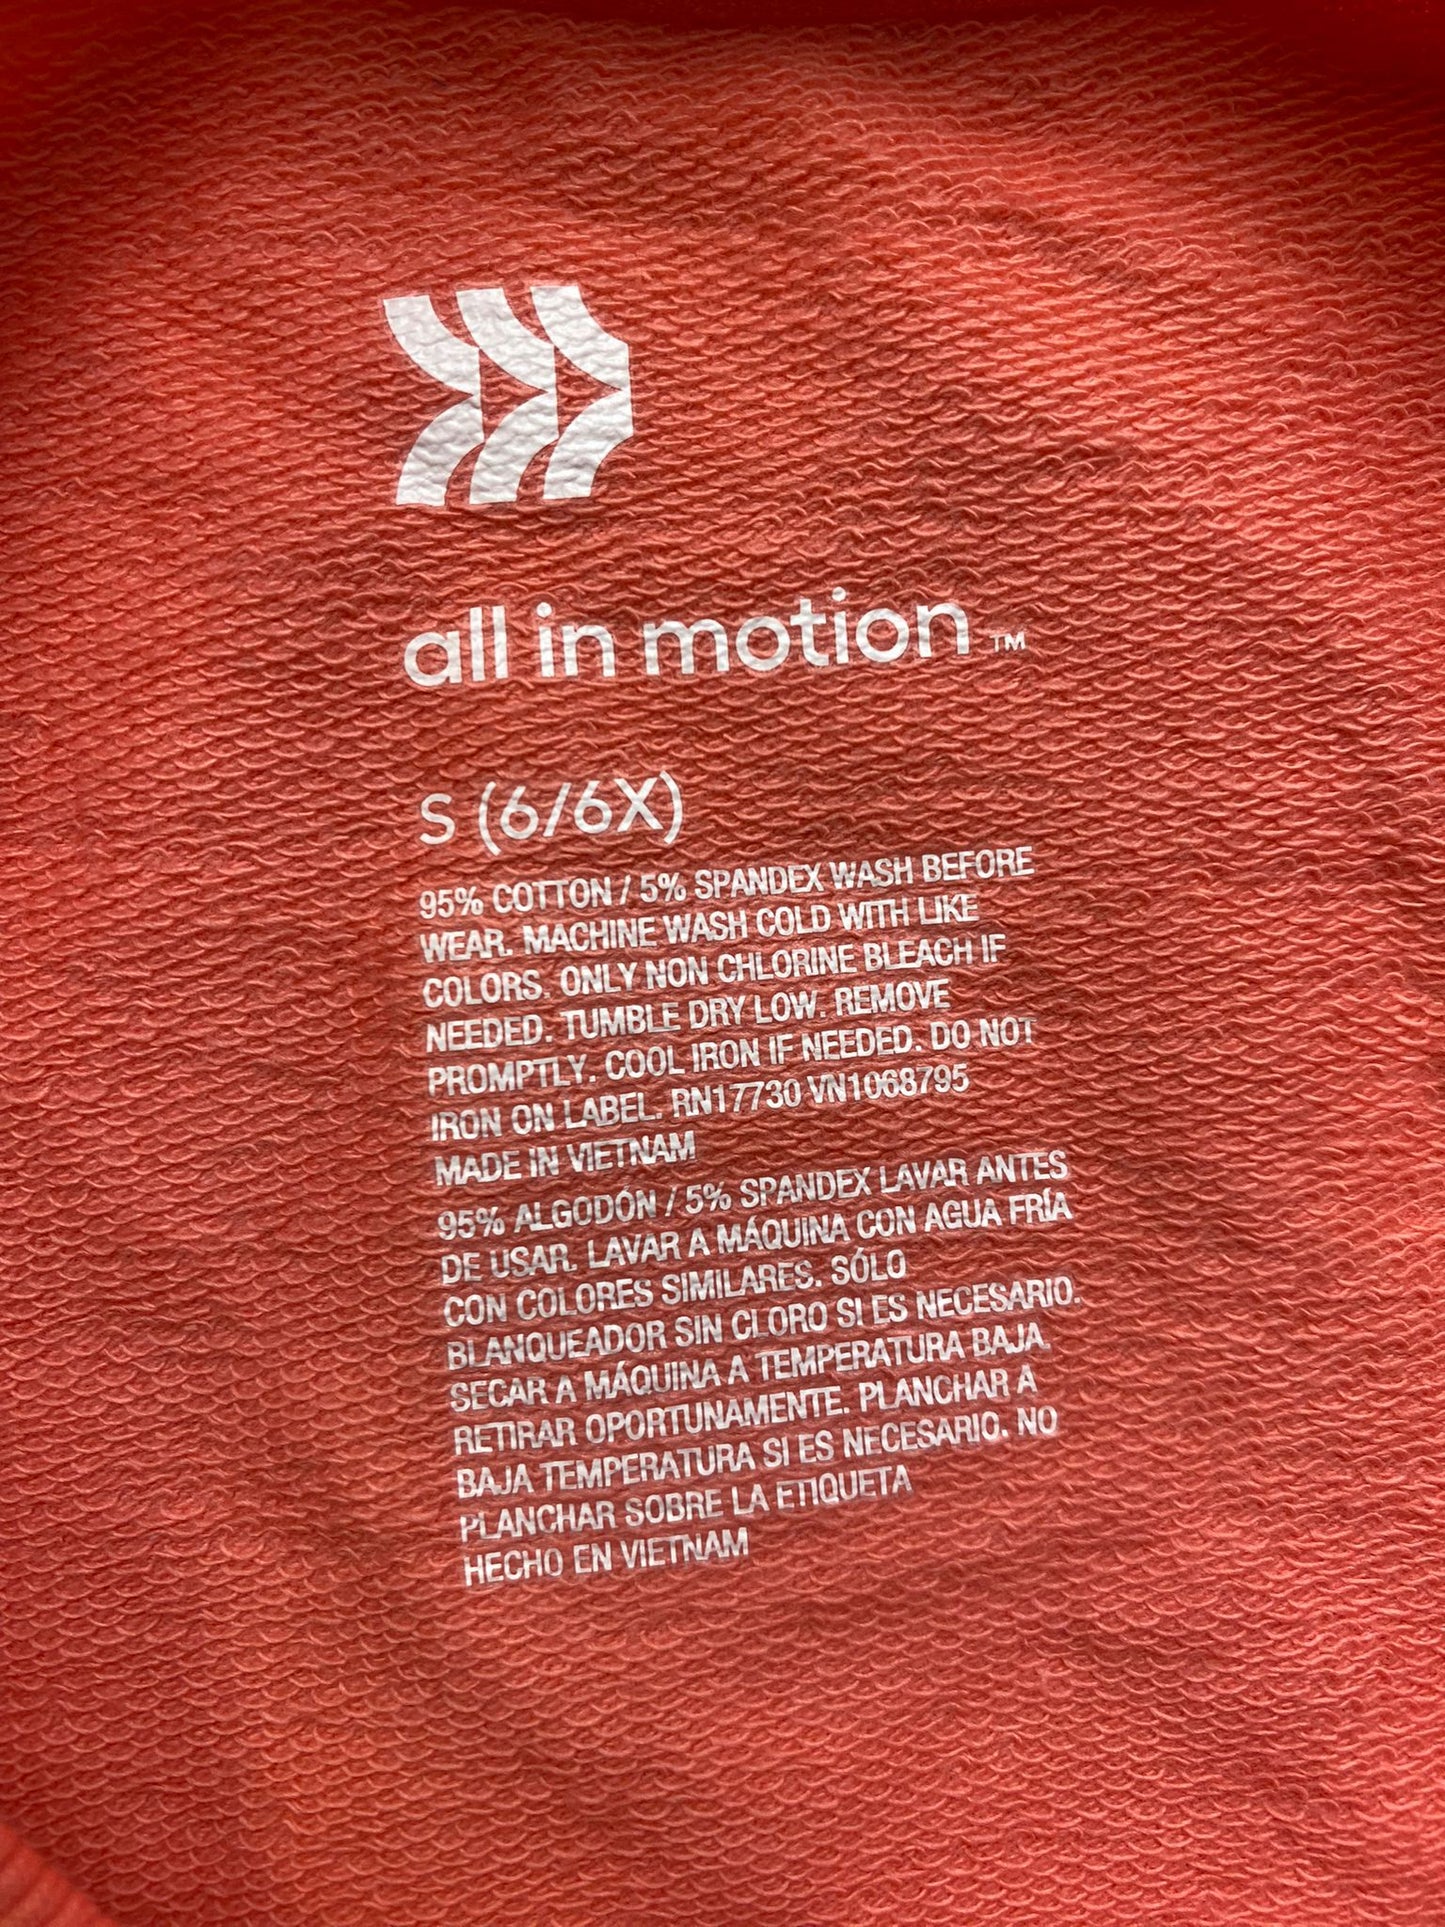 all in motion ™
S (6/6X)
95% COTTON / 5% SPANDEX WASH BEFORE
WEAR. MACHINE WASH COLD WITH LIKE
COLORS. ONLY NON CHLORINE BLEACH IF
NEEDED. TUMBLE DRY LOW. REMOVE
PROMPTLY. COOL IRON IF NEEDED. DO NOT
IRON ON LABEL. RN17730 VN1068795
MADE IN VIETNAM
95% ALGODÓN / 5% SPANDEX LAVAR ANTES
DE USAR. LAVAR A MÁQUINA CON AGUA FRÍA
CON COLORES SIMILARES. SÓLO
BLANQUEADOR SIN CLORO SI ES NECESARIO.
SECAR A MÁQUINA A TEMPERATURA BAJA.
RETIRAR OPORTUNAMENTE. PLANCHAR A
BAJA TEMPERATURA SI ES NECESARIO. NO
PLANCHAR SOBRE LA ETIQUETA
HECHO EN VIETNAM